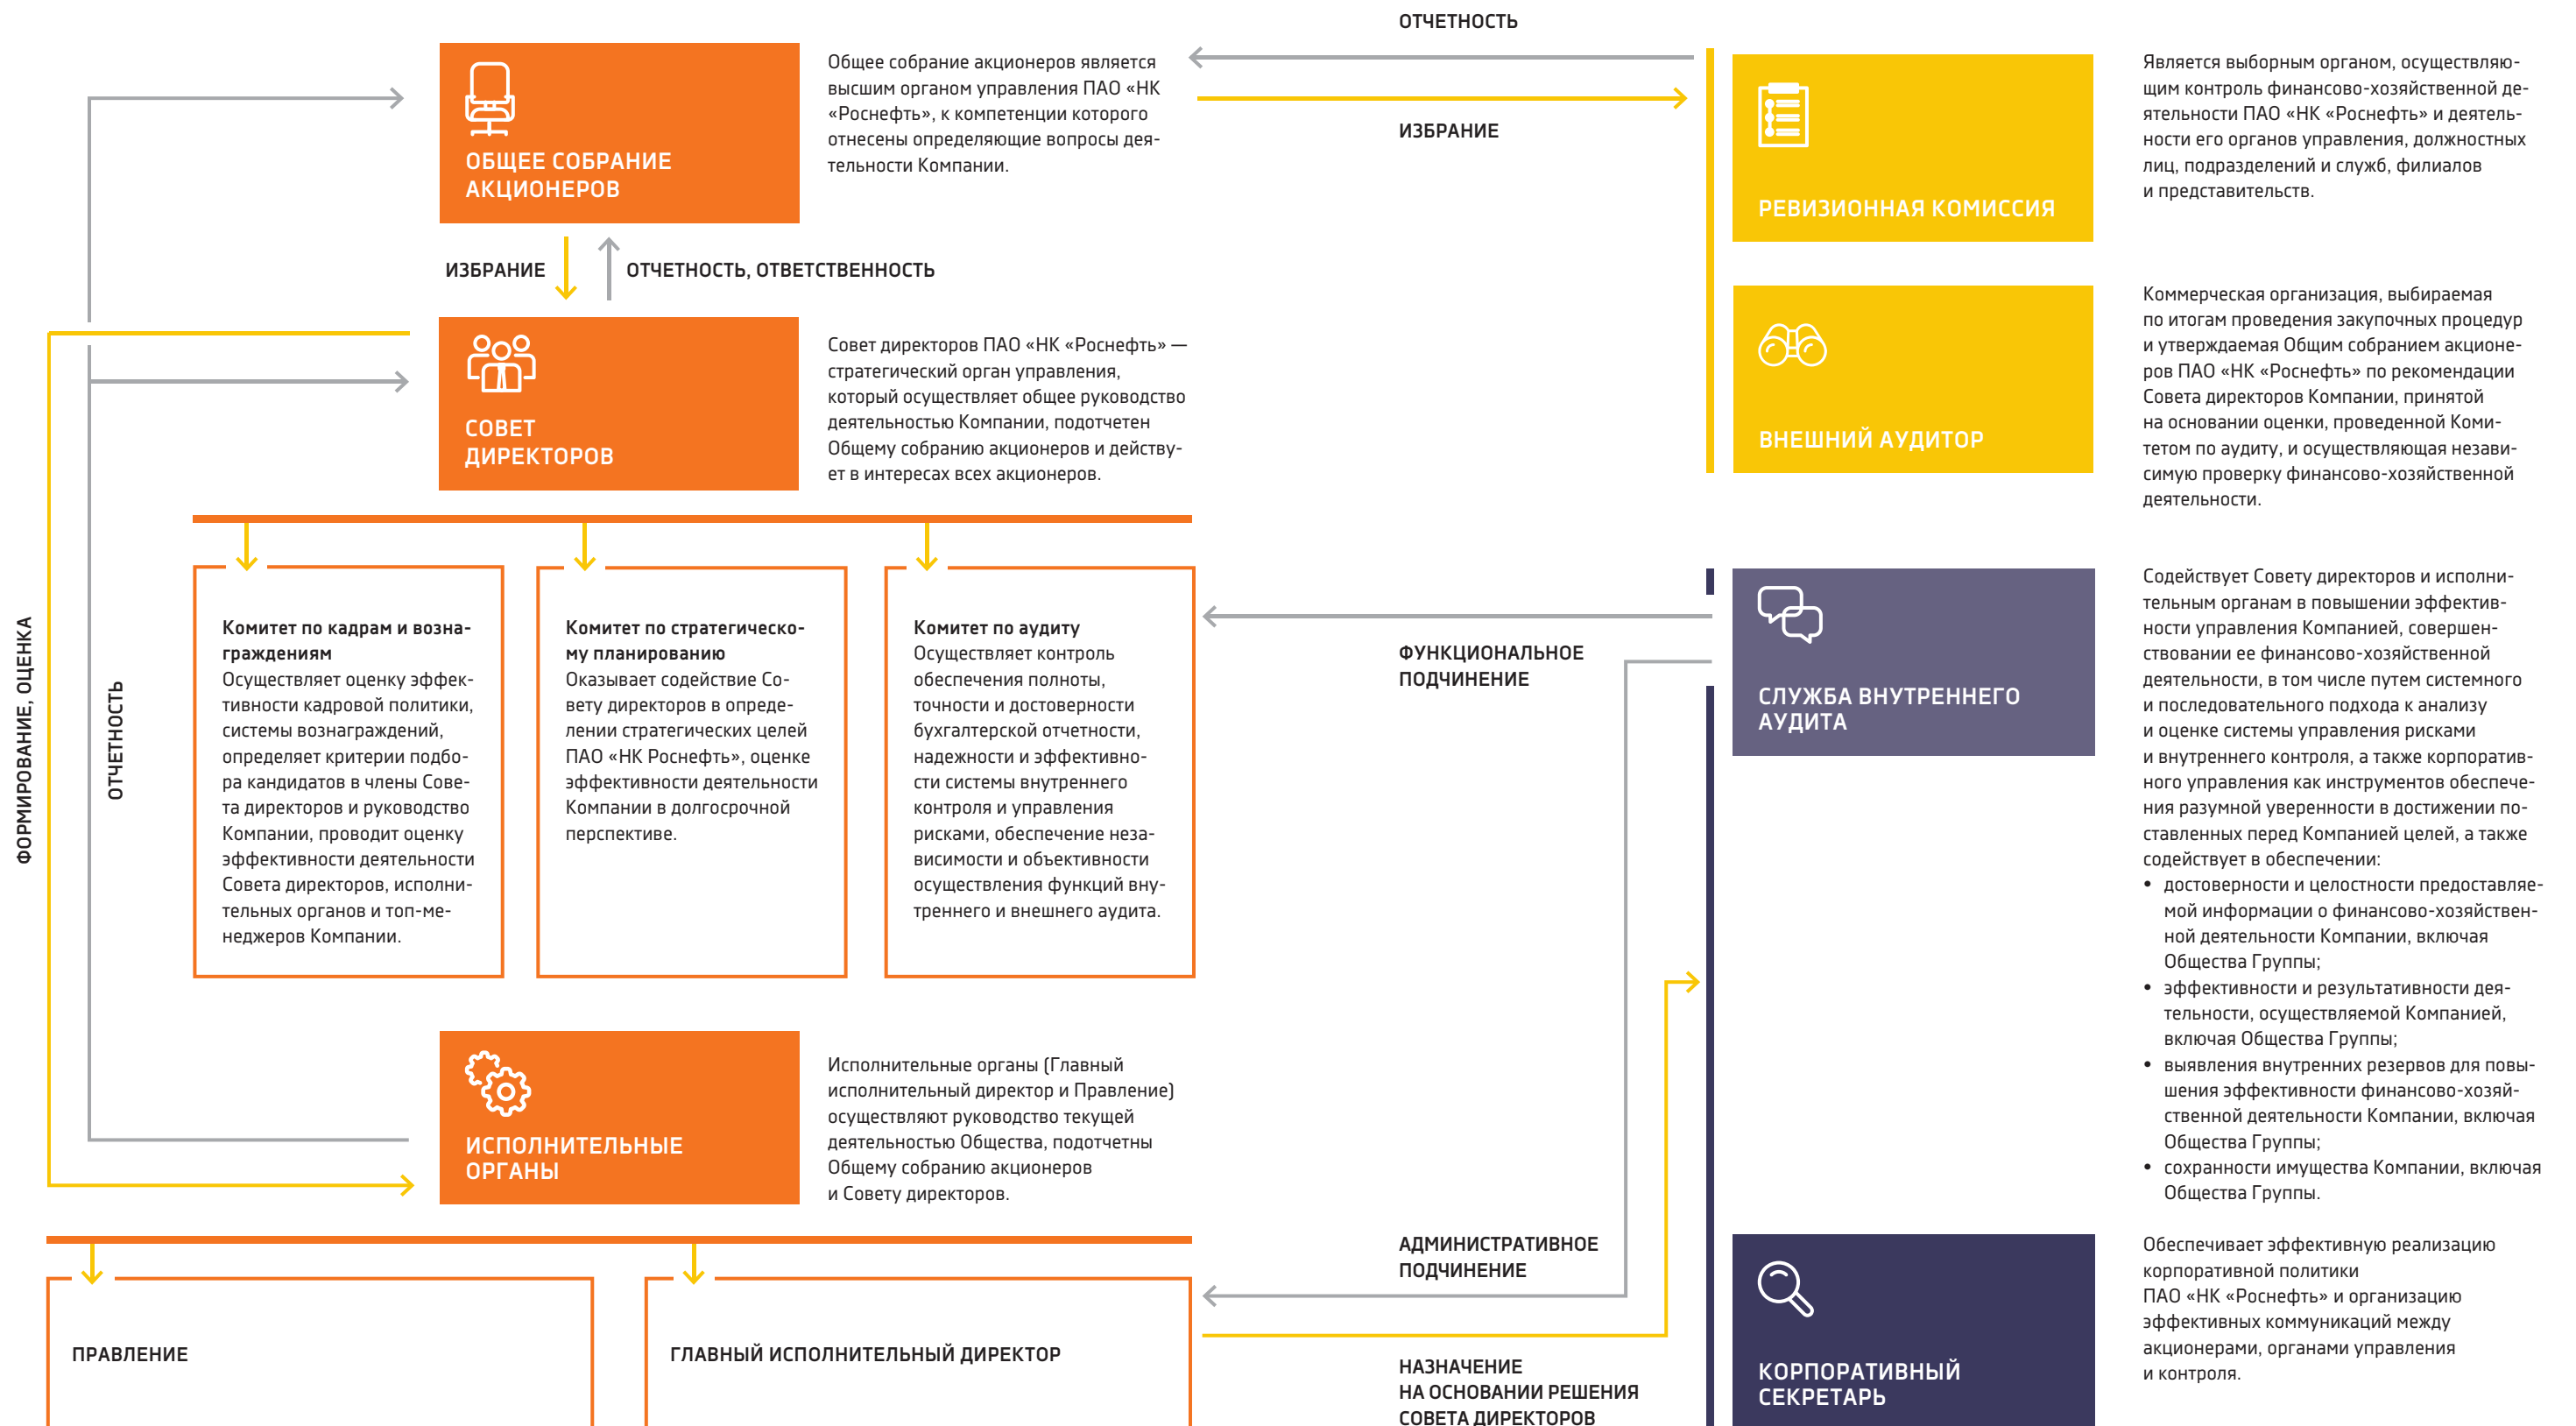 ОТЧЕТНОСТЬ
ОБЩЕЕ СОБРАНИЕ
АКЦИОНЕРОВ
Общее собрание акционеров является
высшим органом управления ПАО «НК
«Роснефть», к компетенции которого
отнесены определяющие вопросы дея-
тельности Компании.
ИЗБРАНИЕ
РЕВИЗИОННАЯ КОМИССИЯ
Является выборным органом, осуществляю-
щим контроль финансово-хозяйственной де-
ятельности ПАО «НК «Роснефть» и деятель-
ности его органов управления, должностных
лиц, подразделений и служб, филиалов
и представительств.
ИЗБРАНИЕ
ОТЧЕТНОСТЬ, ОТВЕТСТВЕННОСТЬ
СОВЕТ
ДИРЕКТОРОВ
Совет директоров ПАО «НК «Роснефть» —
стратегический орган управления,
который осуществляет общее руководство
деятельностью Компании, подотчетен
Общему собранию акционеров и действу-
ет в интересах всех акционеров.
ВНЕШНИЙ АУДИТОР
Коммерческая организация, выбираемая
по итогам проведения закупочных процедур
и утверждаемая Общим собранием акционе-
ров ПАО «НК «Роснефть» по рекомендации
Совета директоров Компании, принятой
на основании оценки, проведенной Коми-
тетом по аудиту, и осуществляющая незави-
симую проверку финансово-хозяйственной
деятельности.
ФОРМИРОВАНИЕ, ОЦЕНКА
ОТЧЕТНОСТЬ
Комитет по кадрам и возна-
граждениям
Осуществляет оценку эффек-
тивности кадровой политики,
системы вознаграждений,
определяет критерии подбо-
ра кандидатов в члены Сове-
та директоров и руководство
Компании, проводит оценку
эффективности деятельности
Совета директоров, исполни-
тельных органов и топ-ме-
неджеров Компании.
Комитет по стратегическо-
му планированию
Оказывает содействие Со-
вету директоров в опреде-
лении стратегических целей
ПАО «НК Роснефть», оценке
эффективности деятельности
Компании в долгосрочной
перспективе.
Комитет по аудиту
Осуществляет контроль
обеспечения полноты,
точности и достоверности
бухгалтерской отчетности,
надежности и эффективно-
сти системы внутреннего
контроля и управления
рисками, обеспечение неза-
висимости и объективности
осуществления функций вну-
треннего и внешнего аудита.
ФУНКЦИОНАЛЬНОЕ
ПОДЧИНЕНИЕ
СЛУЖБА ВНУТРЕННЕГО
АУДИТА
Содействует Совету директоров и исполни-
тельным органам в повышении эффектив-
ности управления Компанией, совершен-
ствовании ее финансово-хозяйственной
деятельности, в том числе путем системного
и последовательного подхода к анализу
и оценке системы управления рисками
и внутреннего контроля, а также корпоратив-
ного управления как инструментов обеспече-
ния разумной уверенности в достижении по-
ставленных перед Компанией целей, а также
содействует в обеспечении:
• достоверности и целостности предоставляе-
мой информации о финансово-хозяйствен-
ной деятельности Компании, включая
Общества Группы;
• эффективности и результативности дея-
тельности, осуществляемой Компанией,
включая Общества Группы;
• выявления внутренних резервов для повы-
шения эффективности финансово-хозяй-
ственной деятельности Компании, включая
Общества Группы;
• сохранности имущества Компании, включая
Общества Группы.
ИСПОЛНИТЕЛЬНЫЕ
ОРГАНЫ
Исполнительные органы (Главный
исполнительный директор и Правление)
осуществляют руководство текущей
деятельностью Общества, подотчетны
Общему собранию акционеров
и Совету директоров.
АДМИНИСТРАТИВНОЕ
ПОДЧИНЕНИЕ
ПРАВЛЕНИЕ
ГЛАВНЫЙ ИСПОЛНИТЕЛЬНЫЙ ДИРЕКТОР
НАЗНАЧЕНИЕ
НА ОСНОВАНИИ РЕШЕНИЯ
СОВЕТА ДИРЕКТОРОВ
КОРПОРАТИВНЫЙ
СЕКРЕТАРЬ
Обеспечивает эффективную реализацию
корпоративной политики
ПАО «НК «Роснефть» и организацию
эффективных коммуникаций между
акционерами, органами управления
и контроля.